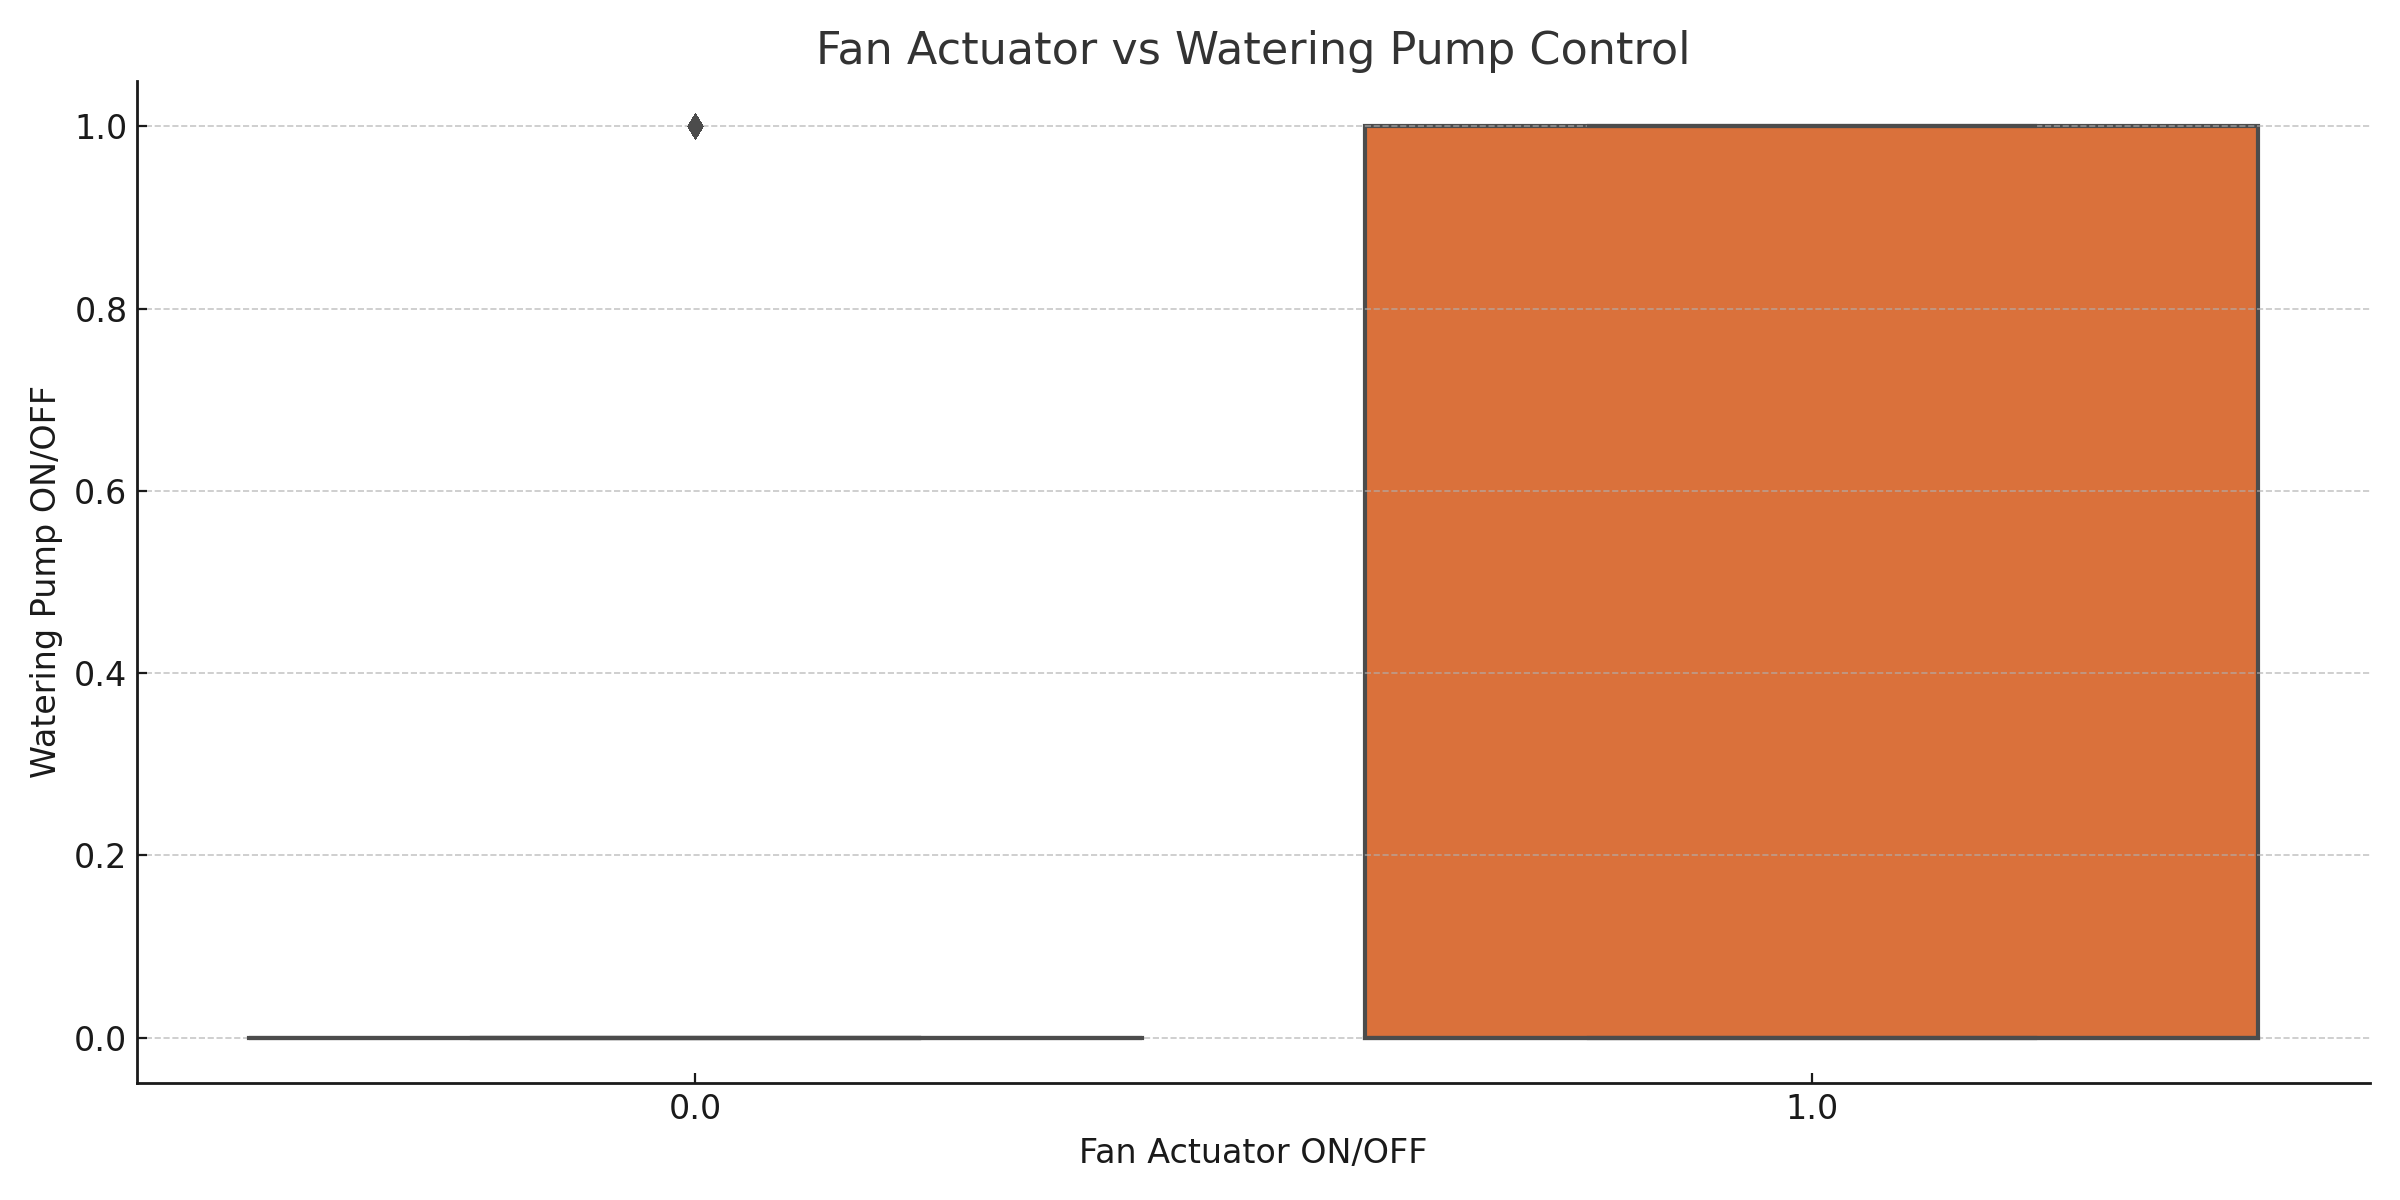 Fan Actuator vs Watering Pump Control
1.0
0.8
0.6
0.4
0.2
0.0
Watering Pump ON/OFF
0.0
1.0
Fan Actuator ON/OFF